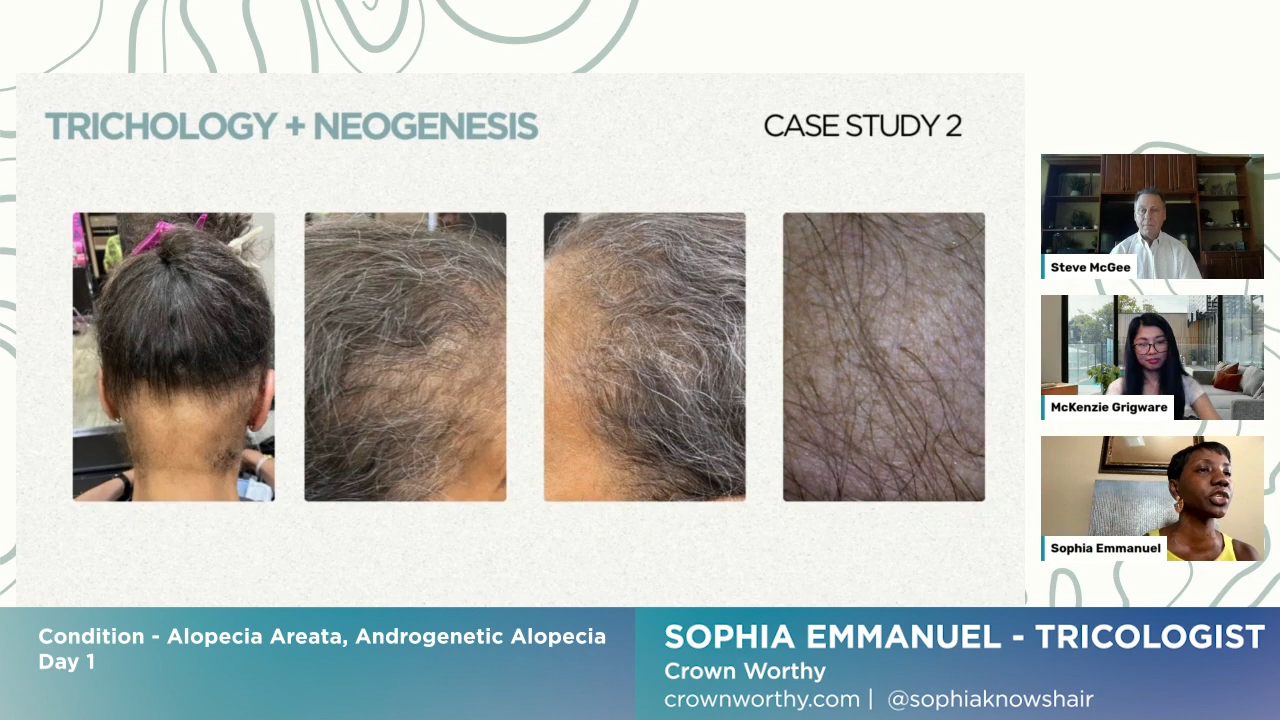 TRICHOLOGY + NEOGENESIS
CASE STUDY 2
Steve McGee
McKenzie Grigware
Sophia Emmanuel
Condition - Alopecia Areata, Androgenetic Alopecia
Day 1
SOPHIA EMMANUEL - TRICOLOGIST
Crown Worthy
crownworthy.com | @sophiaknowshair